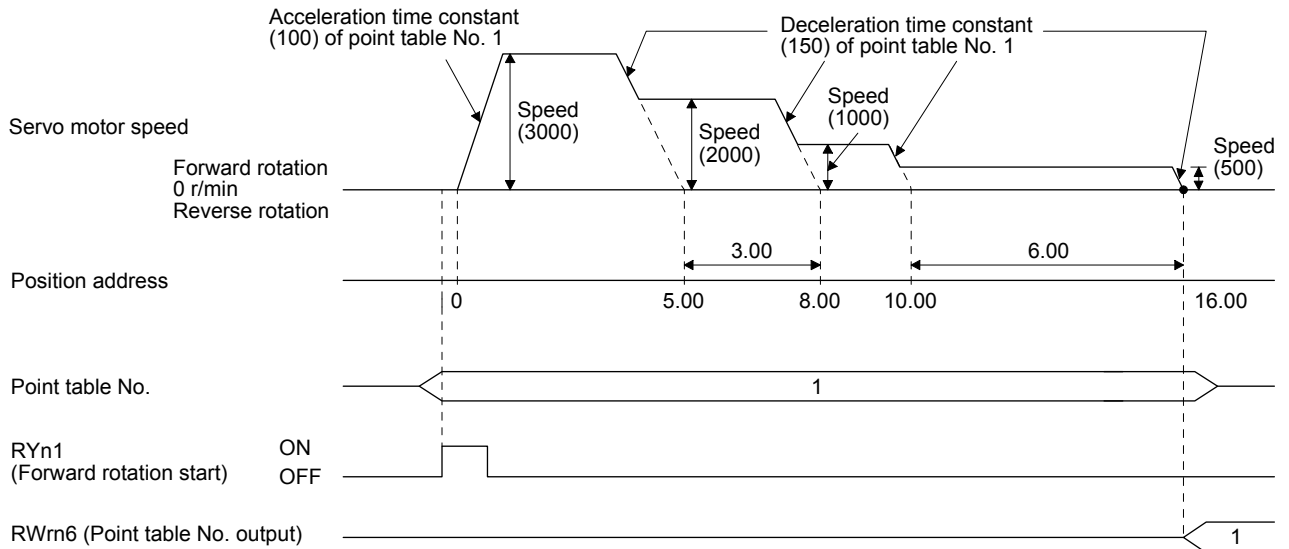 Acceleration time constant
(100) of point table No. 1
Deceleration time constant
(150) of point table No. 1
Servo motor speed
Speed
(3000)
Speed
(2000)
Speed
(1000)
Speed
(500)
Forward rotation
0 r/min
Reverse rotation
3.00
6.00
Position address
0
5.00
8.00
10.00
16.00
Point table No.
1
RYn1
(Forward rotation start)
ON
OFF
RWrn6 (Point table No. output)
1